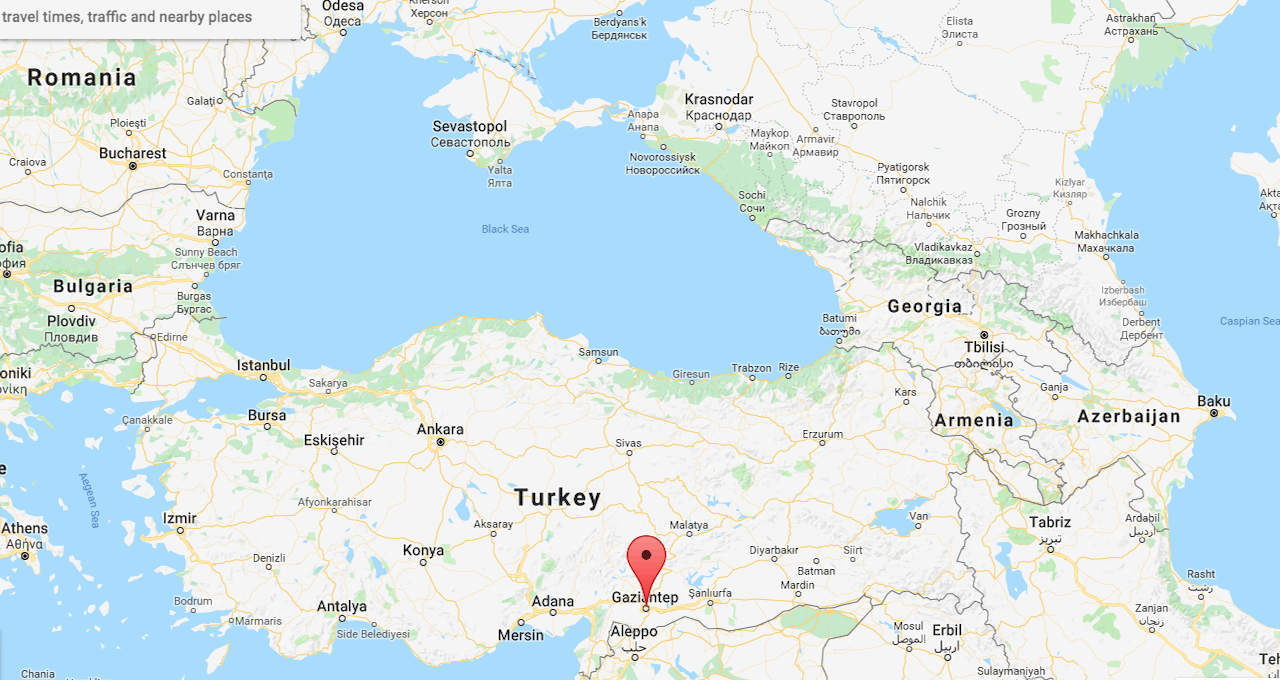 travel times, traffic and nearby places
Odesa
Одеса
Херсон
Berdyans'k
Бердянськ
Elista
Элиста
Astrakhan
Астрахань
Romania
Galați
Ploiești
Bucharest
Craiova
Constanța
Sevastopol
Севастополь
Yalta
Ялта
Anapa
Анапа
Krasnodar
Краснодар
Stavropol
Ставрополь
Maykop
Майкоп
Armavir
Армавир
Novorossiysk
Новороссийск
Pyatigorsk
Пятигорск
Sochi
Сочи
Nalchik
Нальчик
Kizlyar
Кизляр
Grozny
Грозный
Varna
Варна
Black Sea
Vladikavkaz
Владикавказ
Makhachkala
Махачкала
Sunny Beach
Слънчев бряг
Bulgaria
Burgas
Бургас
Izberbash
Избербаш
Georgia
Plovdiv
Пловдив
Edirne
Batumi
ბათუმი
Derbent
Дербент
Caspian Sea
Tbilisi
თბილისი
Istanbul
Samsun
Giresun
Trabzon
Rize
Sakarya
Kars
Ganja
Baku
Çanakkale
Bursa
Eskişehir
Ankara
Sivas
Erzurum
Armenia
Azerbaijan
Aegean Sea
Turkey
Afyonkarahisar
Athens
Αθήνα
Izmir
Aksaray
Malatya
Van
Tabriz
تبریز
Ardabil
اردبیل
Denizli
Konya
Diyarbakır
Siirt
Batman
Mardin
Rasht
رشت
Bodrum
Marmaris
Antalya
Side Belediyesi
Adana
Mersin
Gaziantep
Şanlıurfa
Aleppo
حلب
Mosul
الموصل
Erbil
اربيل
Zanjan
زنجان
Chania
Sulaymaniyah